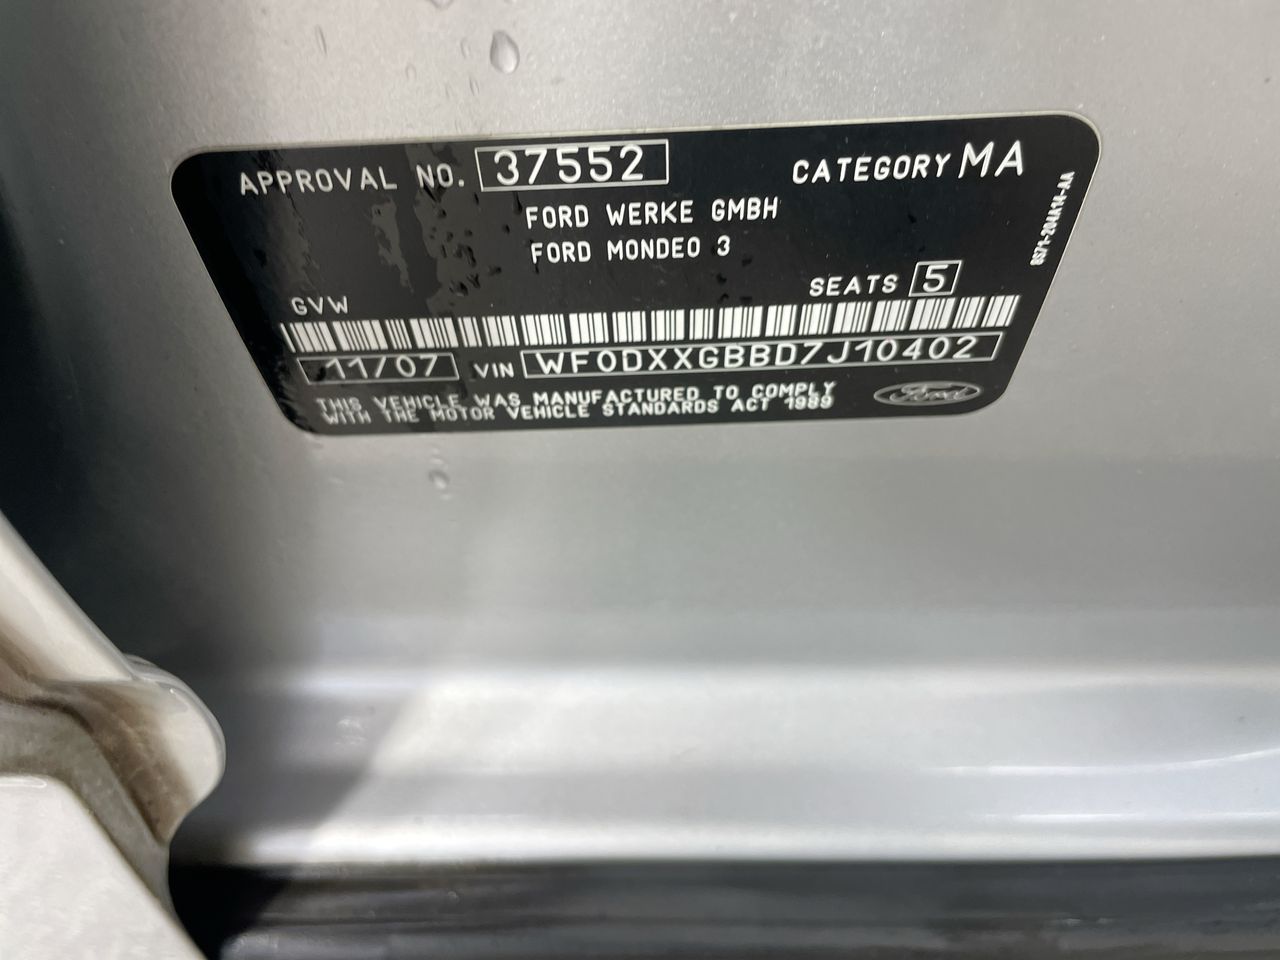 APPROVAL NO. 37552 CATEGORY MA
FORD WERKE GMBH
FORD MONDEO 3
SEATS 5
GVW
11/07 VIN WF0DXXGBBD7J10402
THIS VEHICLE WAS MANUFACTURED TO COMPLY
WITH THE MOTOR VEHICLE STANDARDS ACT 1989
Ford